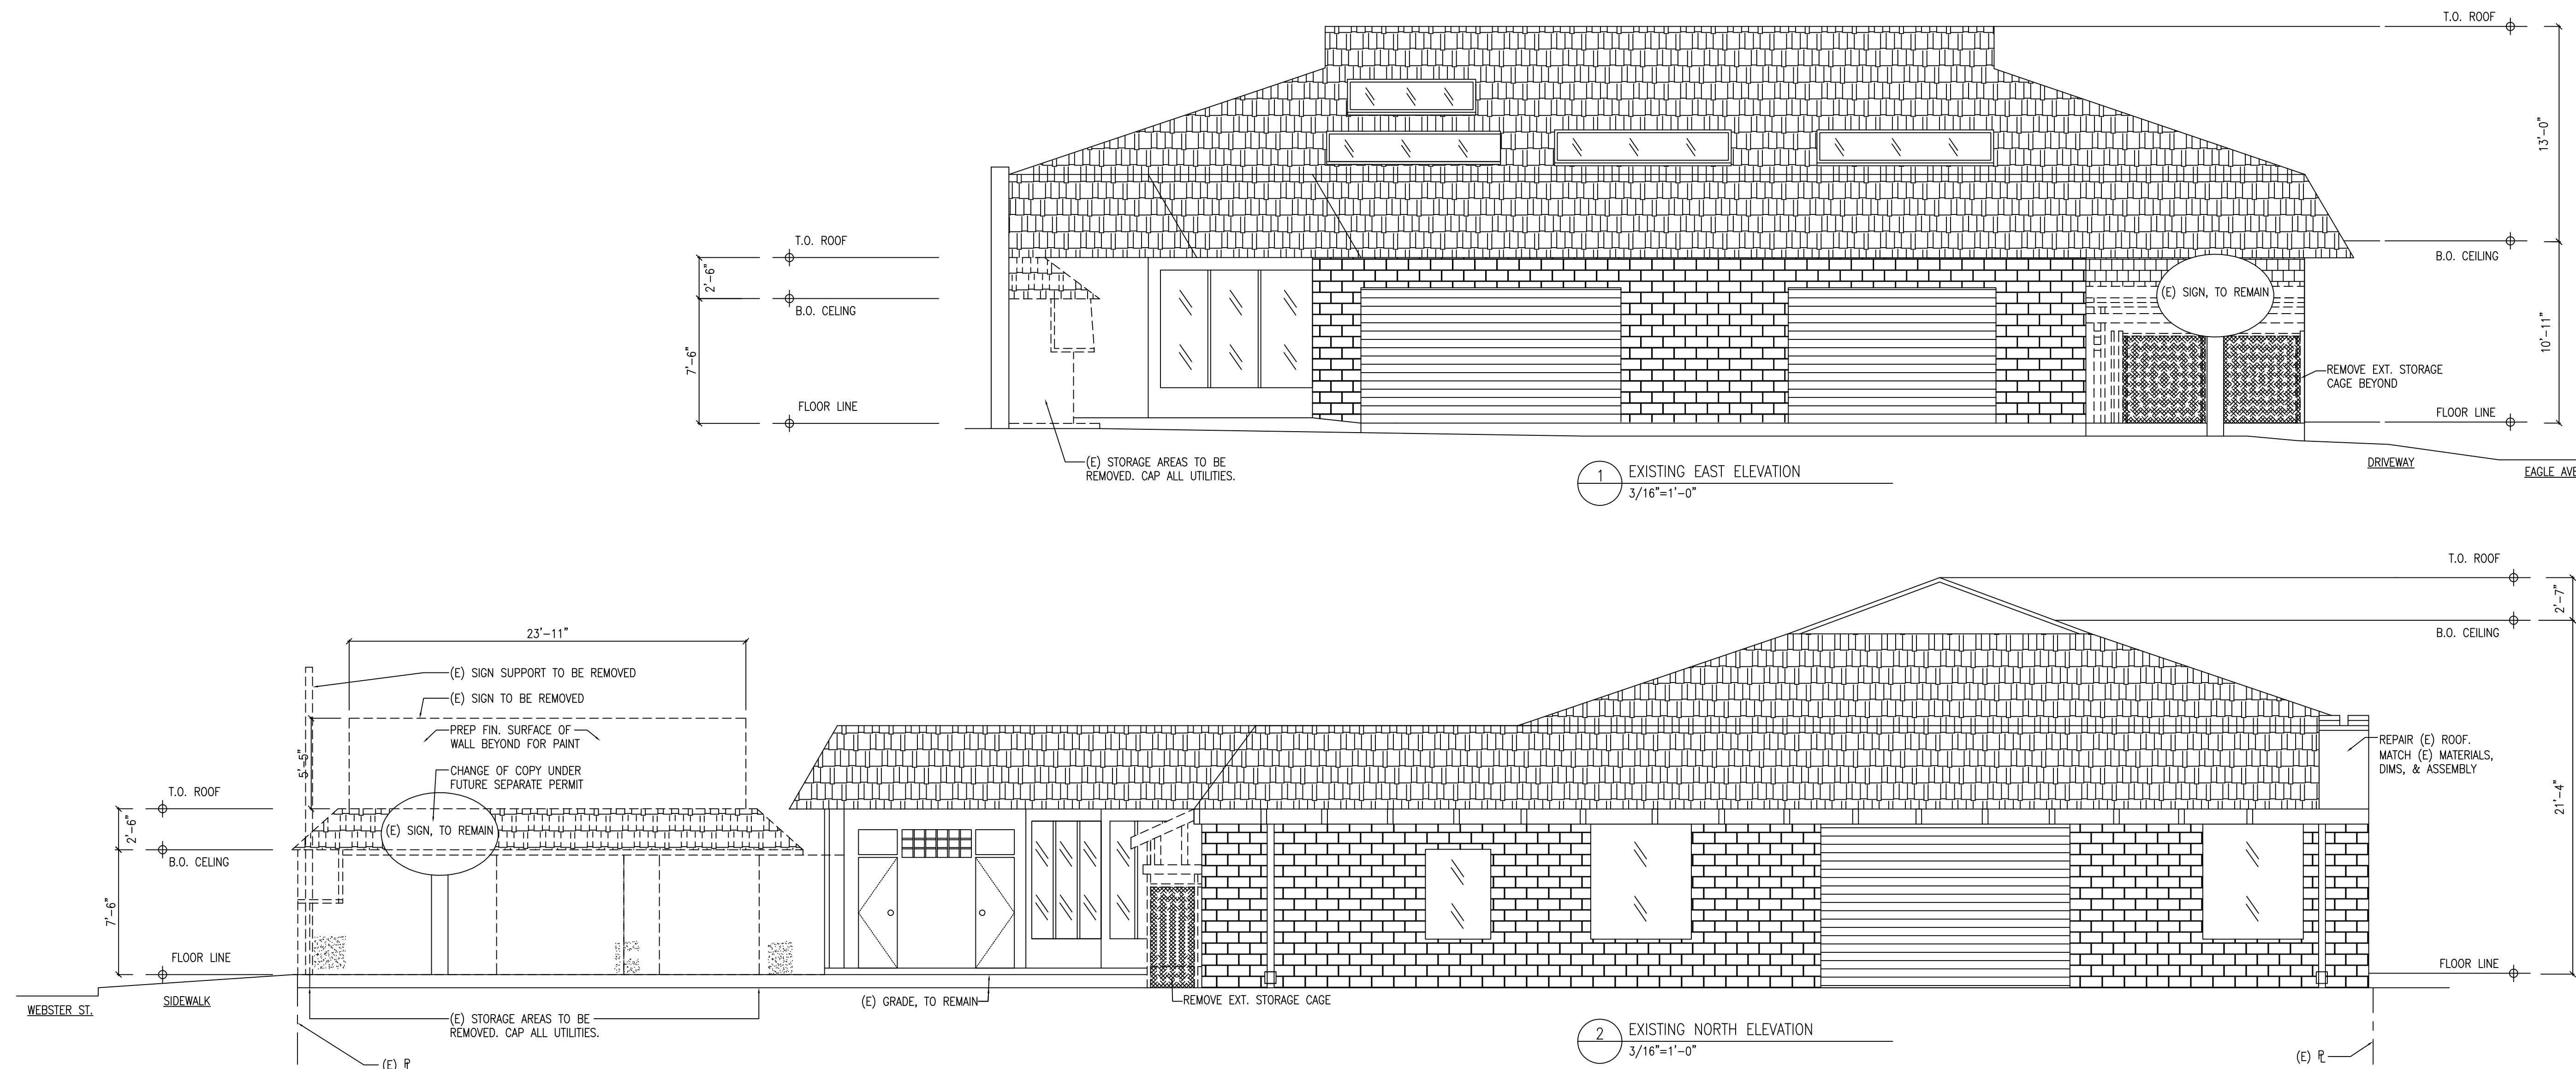 T.O. ROOF
13'-0"
T.O. ROOF
B.O. CEILING
2'-6"
(E) SIGN, TO REMAIN
B.O. CELING
10'-11"
7'-6"
REMOVE EXT. STORAGE
CAGE BEYOND
FLOOR LINE
FLOOR LINE
(E) STORAGE AREAS TO BE
REMOVED. CAP ALL UTILITIES.
1
EXISTING EAST ELEVATION
3/16"=1'-0"
DRIVEWAY
EAGLE AVE
T.O. ROOF
2'-7"
B.O. CEILING
23'-11"
(E) SIGN SUPPORT TO BE REMOVED
(E) SIGN TO BE REMOVED
PREP FIN. SURFACE OF
WALL BEYOND FOR PAINT
5'-5"
CHANGE OF COPY UNDER
FUTURE SEPARATE PERMIT
REPAIR (E) ROOF.
MATCH (E) MATERIALS,
DIMS, & ASSEMBLY
T.O. ROOF
21'-4"
2'-6"
(E) SIGN, TO REMAIN
B.O. CELING
7'-6"
FLOOR LINE
FLOOR LINE
WEBSTER ST.
SIDEWALK
(E) GRADE, TO REMAIN
REMOVE EXT. STORAGE CAGE
(E) STORAGE AREAS TO BE
REMOVED. CAP ALL UTILITIES.
2
EXISTING NORTH ELEVATION
3/16"=1'-0"
(E) PL
(E) PL